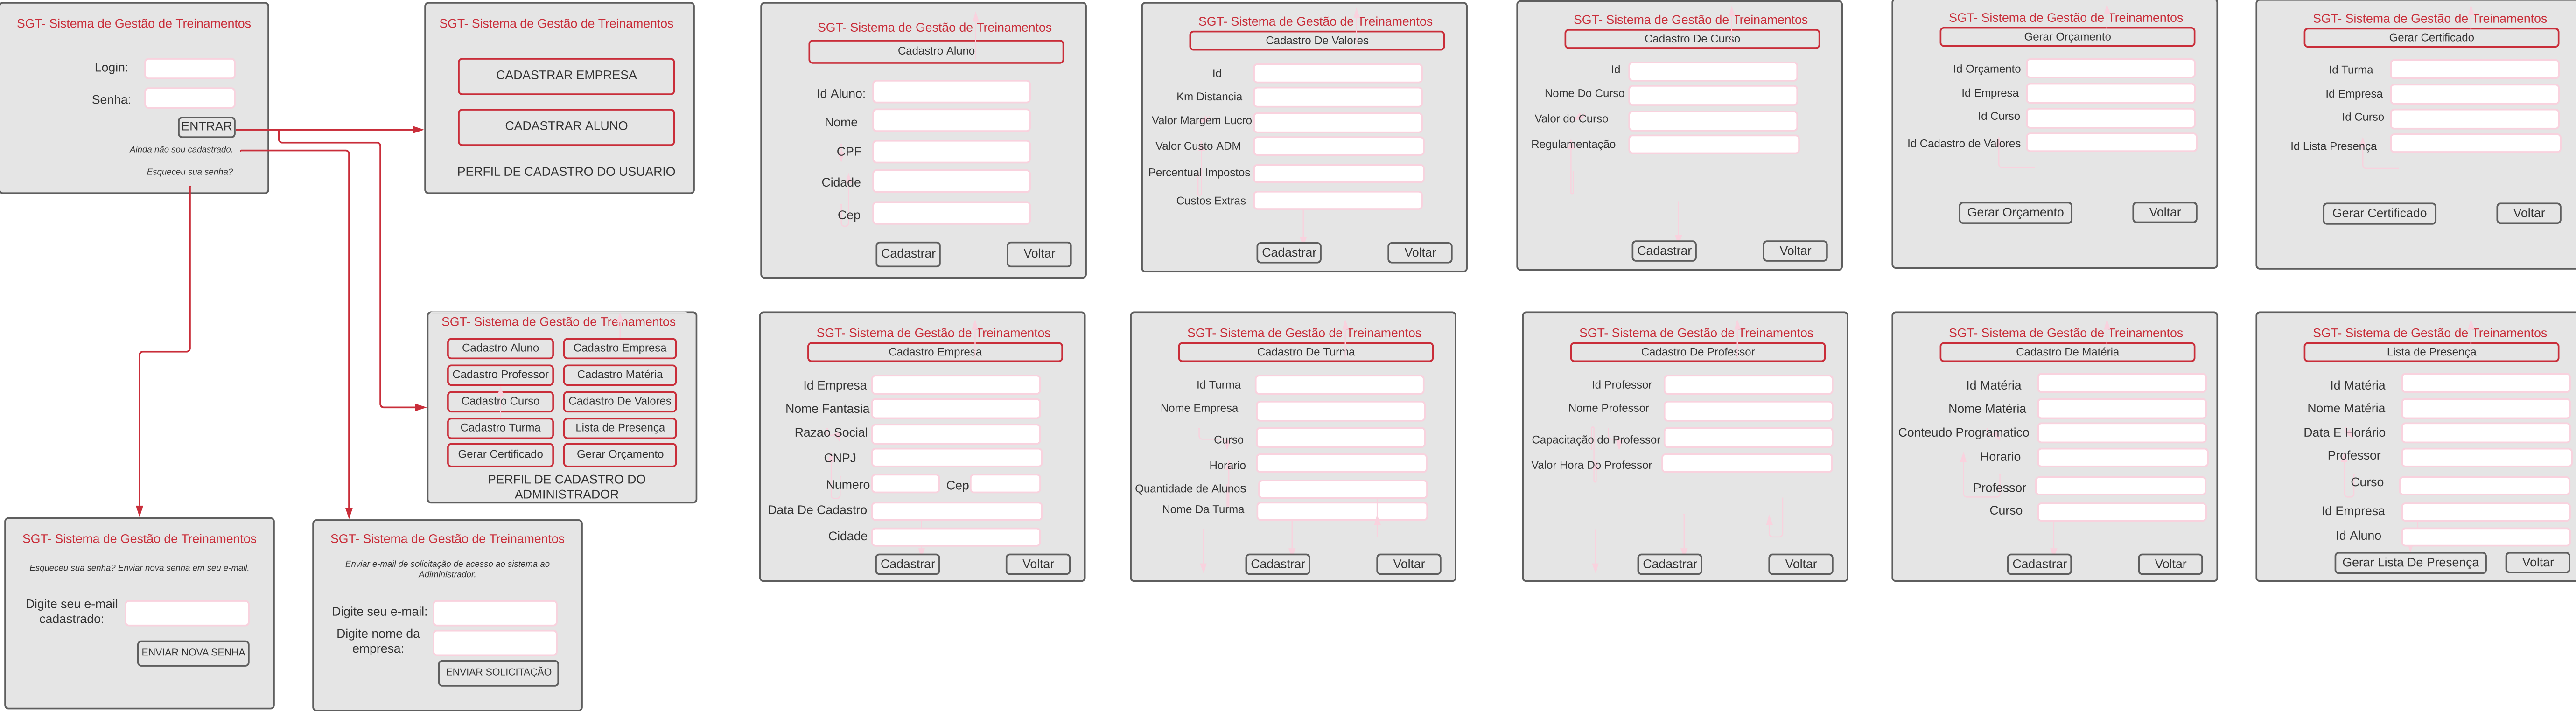 SGT- Sistema de Gestão de Treinamentos
Login:
Senha:
ENTRAR
Ainda não sou cadastrado.
Esqueceu sua senha?
SGT- Sistema de Gestão de Treinamentos
CADASTRAR EMPRESA
CADASTRAR ALUNO
PERFIL DE CADASTRO DO USUARIO
SGT- Sistema de Gestão de Treinamentos
Cadastro Aluno
Id Aluno:
Nome
CPF
Cidade
Cep
Cadastrar
Voltar
SGT- Sistema de Gestão de Treinamentos
Cadastro De Valores
Id
Km Distancia
Valor Margem Lucro
Valor Custo ADM
Percentual Impostos
Custos Extras
Cadastrar
Voltar
SGT- Sistema de Gestão de Treinamentos
Cadastro De Curso
Id
Nome Do Curso
Valor do Curso
Regulamentação
Cadastrar
Voltar
SGT- Sistema de Gestão de Treinamentos
Gerar Orçamento
Id Orçamento
Id Empresa
Id Curso
Id Cadastro de Valores
Gerar Orçamento
Voltar
SGT- Sistema de Gestão de Treinamentos
Gerar Certificado
Id Turma
Id Empresa
Id Curso
Id Lista Presença
Gerar Certificado
Voltar
SGT- Sistema de Gestão de Treinamentos
Cadastro Aluno
Cadastro Empresa
Cadastro Professor
Cadastro Matéria
Cadastro Curso
Cadastro De Valores
Cadastro Turma
Lista de Presença
Gerar Certificado
Gerar Orçamento
PERFIL DE CADASTRO DO
ADMINISTRADOR
SGT- Sistema de Gestão de Treinamentos
Cadastro Empresa
Id Empresa
Nome Fantasia
Razao Social
CNPJ
Numero
Cep
Data De Cadastro
Cidade
Cadastrar
Voltar
SGT- Sistema de Gestão de Treinamentos
Cadastro De Turma
Id Turma
Nome Empresa
Curso
Horario
Quantidade de Alunos
Nome Da Turma
Cadastrar
Voltar
SGT- Sistema de Gestão de Treinamentos
Cadastro De Professor
Id Professor
Nome Professor
Capacitação do Professor
Valor Hora Do Professor
Cadastrar
Voltar
SGT- Sistema de Gestão de Treinamentos
Cadastro De Matéria
Id Matéria
Nome Matéria
Conteudo Programatico
Horario
Professor
Curso
Cadastrar
Voltar
SGT- Sistema de Gestão de Treinamentos
Lista de Presença
Id Matéria
Nome Matéria
Data E Horário
Professor
Curso
Id Empresa
Id Aluno
Gerar Lista De Presença
Voltar
SGT- Sistema de Gestão de Treinamentos
Esqueceu sua senha? Enviar nova senha em seu e-mail.
Digite seu e-mail
cadastrado:
ENVIAR NOVA SENHA
SGT- Sistema de Gestão de Treinamentos
Enviar e-mail de solicitação de acesso ao sistema ao
Adiministrador.
Digite seu e-mail:
Digite nome da
empresa:
ENVIAR SOLICITAÇÃO